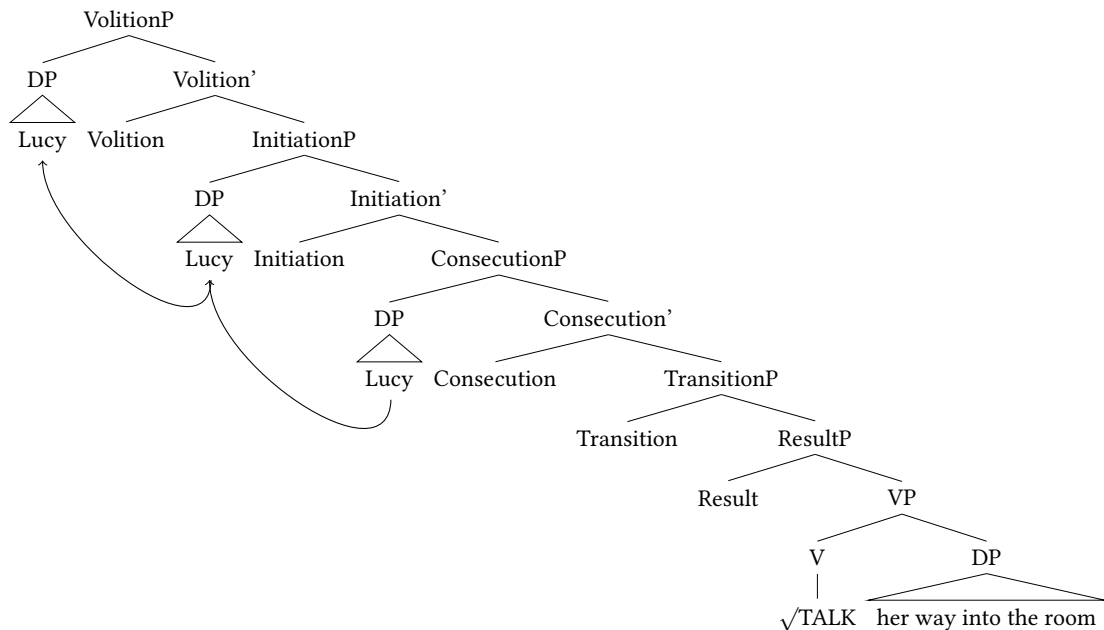 VolitionP
DP Volition’
Lucy Volition InitiationP
DP Initiation’
Lucy Initiation ConsecutionP
DP Consecution’
Lucy Consecution TransitionP
Transition ResultP
Result VP
V DP
√TALK her way into the room